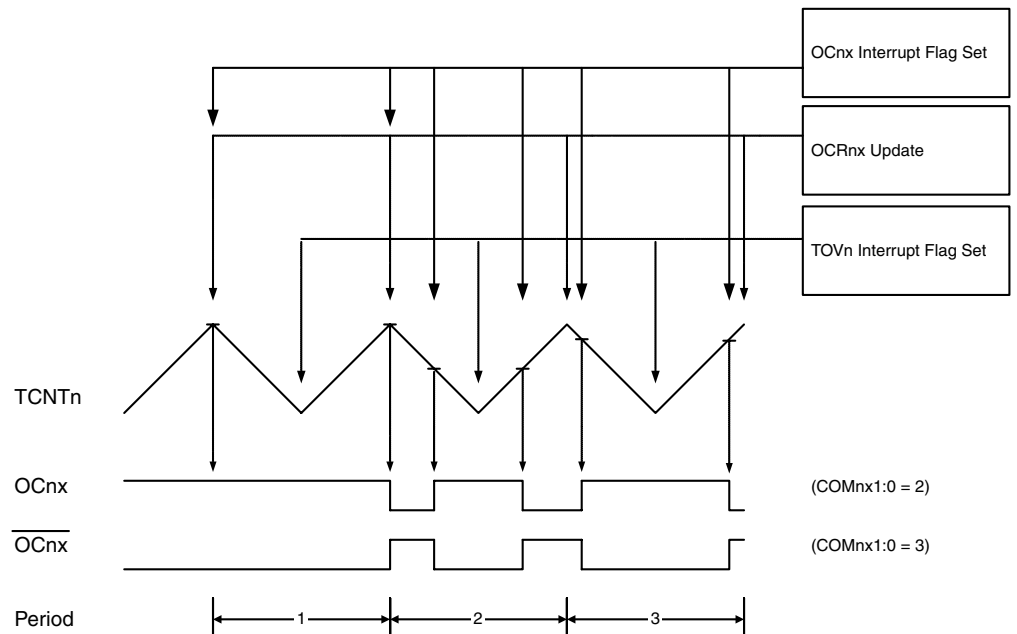 OCnx Interrupt Flag Set
OCRnx Update
TOVn Interrupt Flag Set
TCNTn
OCnx
(COMnx1:0 = 2)
OCnx
(COMnx1:0 = 3)
Period
1
2
3